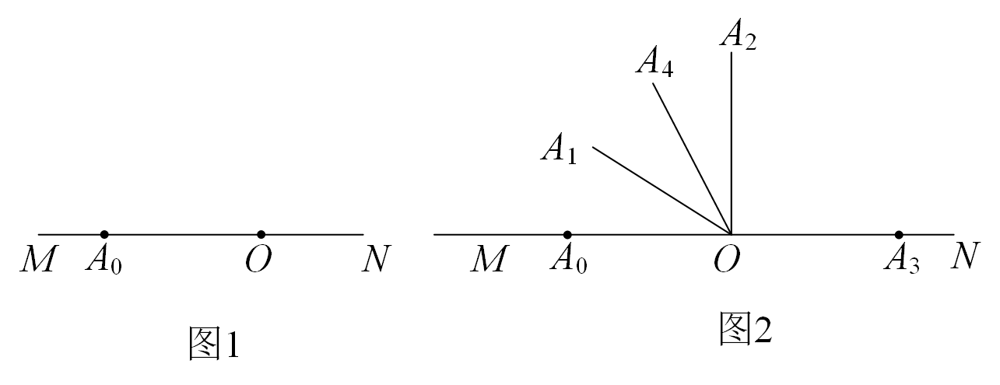 A₂
A₄
A₁
M A₀ O N
M A₀ O A₃ N
图1
图2